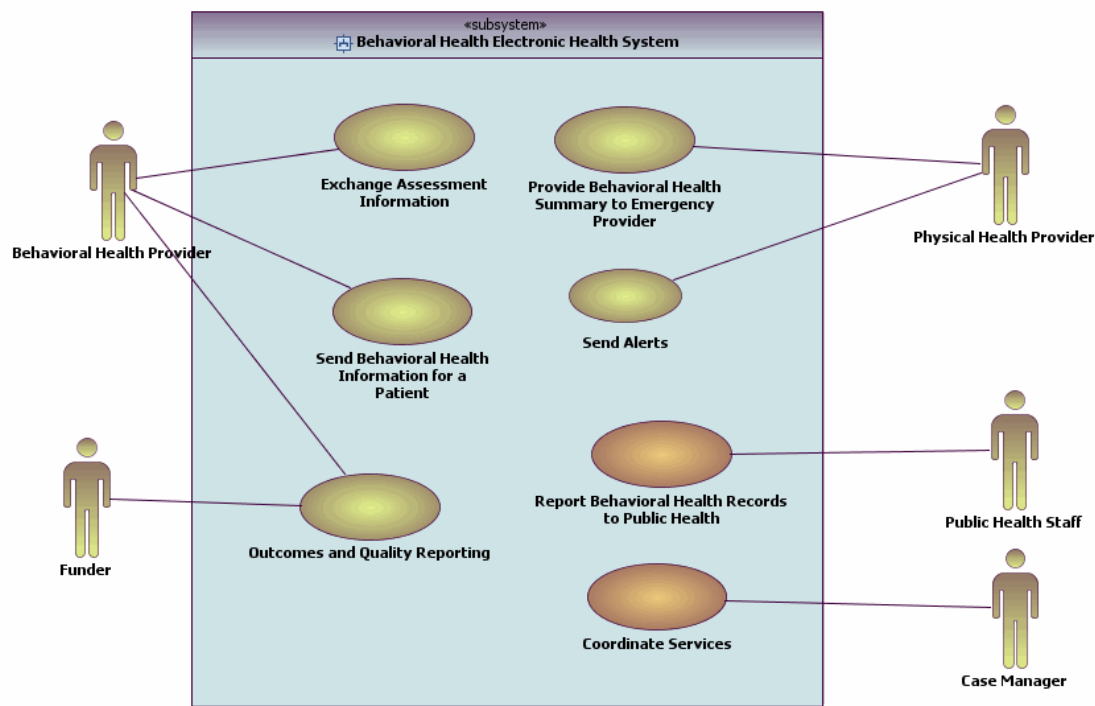 «subsystem»
Behavioral Health Electronic Health System
Exchange Assessment
Information
Provide Behavioral Health
Summary to Emergency
Provider
Behavioral Health Provider
Physical Health Provider
Send Behavioral Health
Information for a
Patient
Send Alerts
Report Behavioral Health Records
to Public Health
Public Health Staff
Outcomes and Quality Reporting
Funder
Coordinate Services
Case Manager